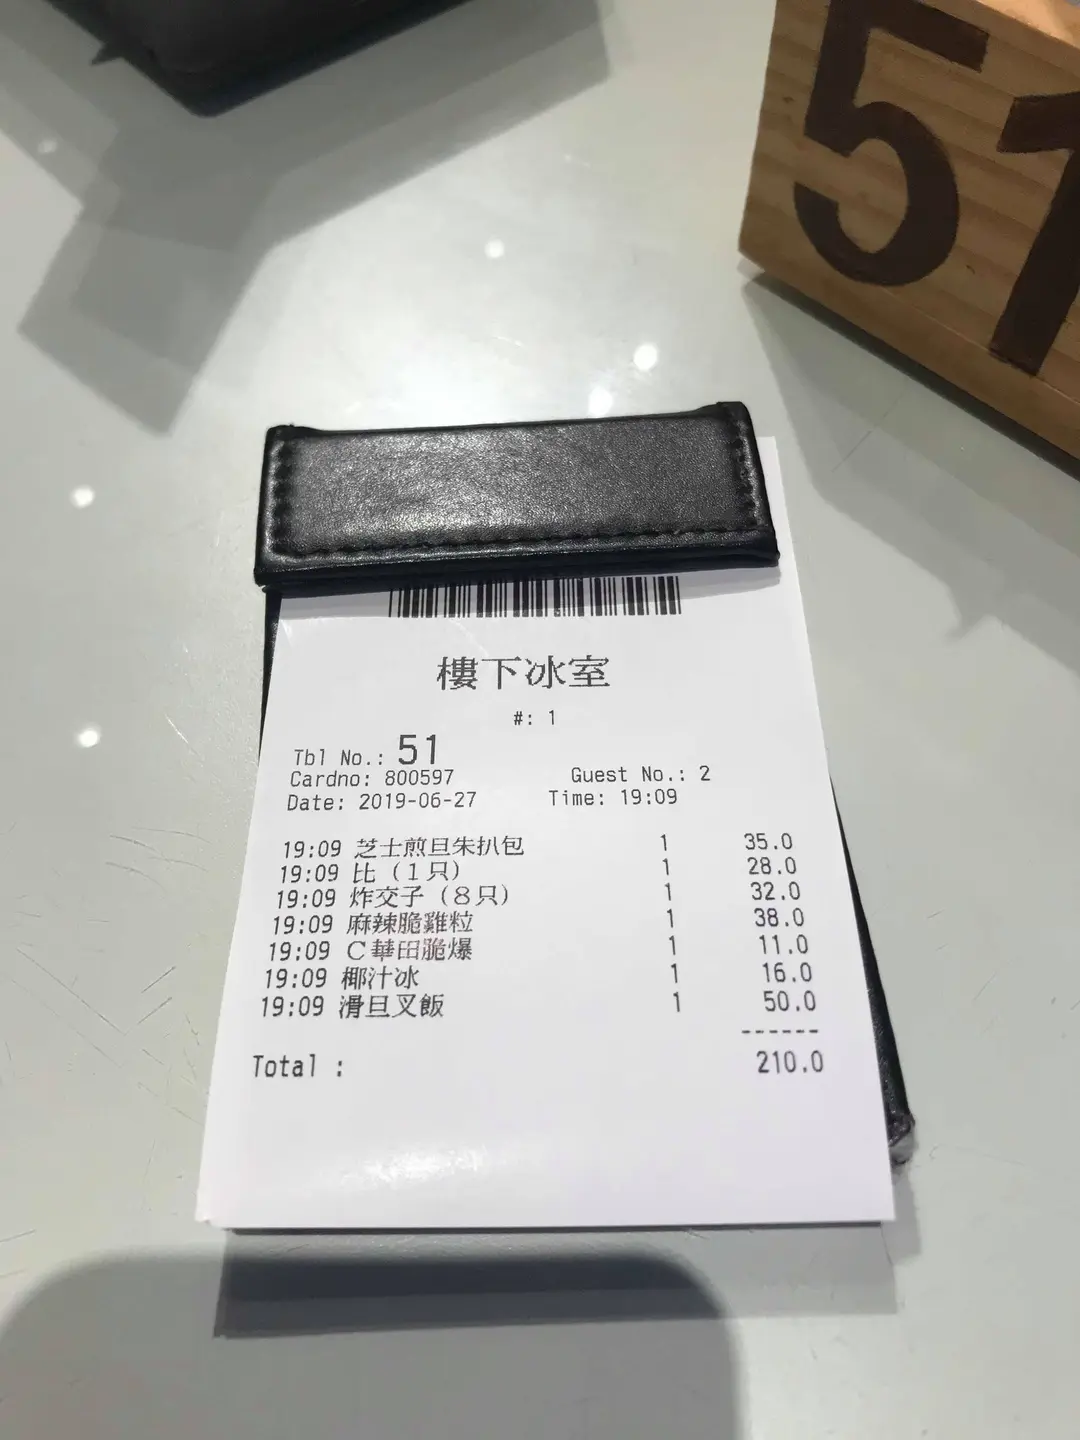 51
樓下冰室
#: 1
Tbl No.: 51
Cardno: 800597 Guest No.: 2
Date: 2019-06-27 Time: 19:09
19:09 芝士煎旦朱扒包 1 35.0
19:09 比（1只） 1 28.0
19:09 炸交子（8只） 1 32.0
19:09 麻辣脆雞粒 1 38.0
19:09 C華田脆爆 1 11.0
19:09 椰汁冰 1 16.0
19:09 滑旦叉飯 1 50.0
------
Total : 210.0